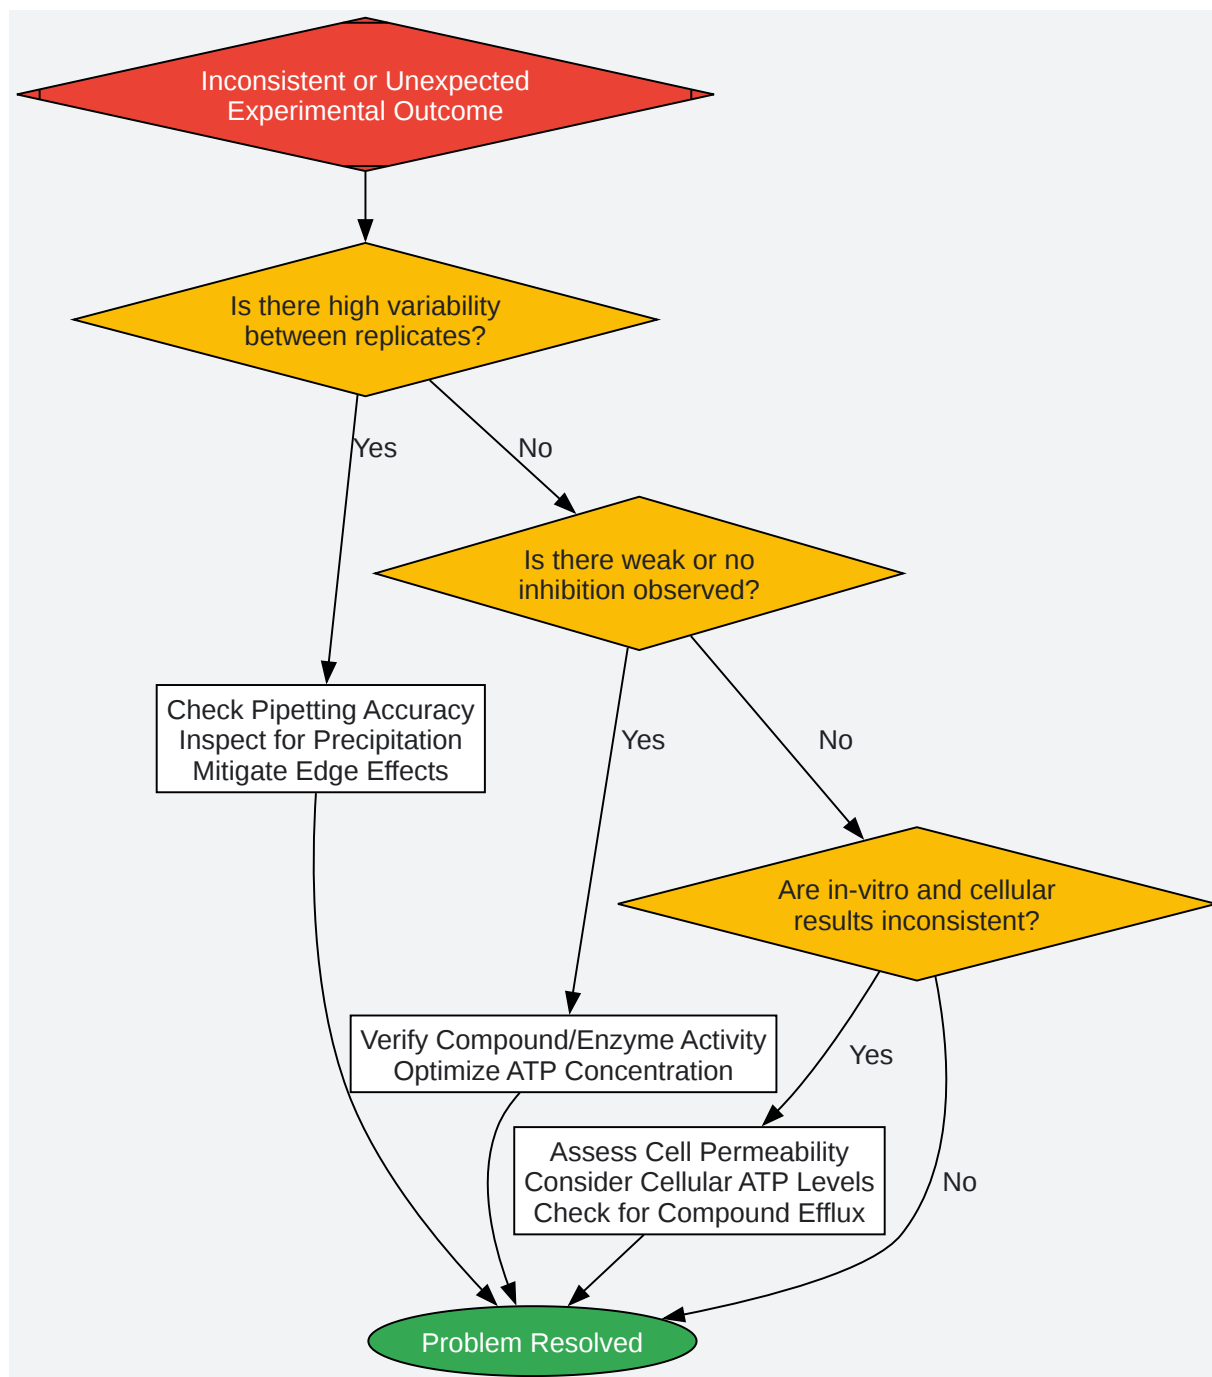 Inconsistent or Unexpected
Experimental Outcome
Is there high variability
between replicates?
Yes
No
Is there weak or no
inhibition observed?
Check Pipetting Accuracy
Inspect for Precipitation
Mitigate Edge Effects
Yes
No
Are in-vitro and cellular
results inconsistent?
Verify Compound/Enzyme Activity
Optimize ATP Concentration
Yes
Assess Cell Permeability
Consider Cellular ATP Levels
Check for Compound Efflux
No
Problem Resolved